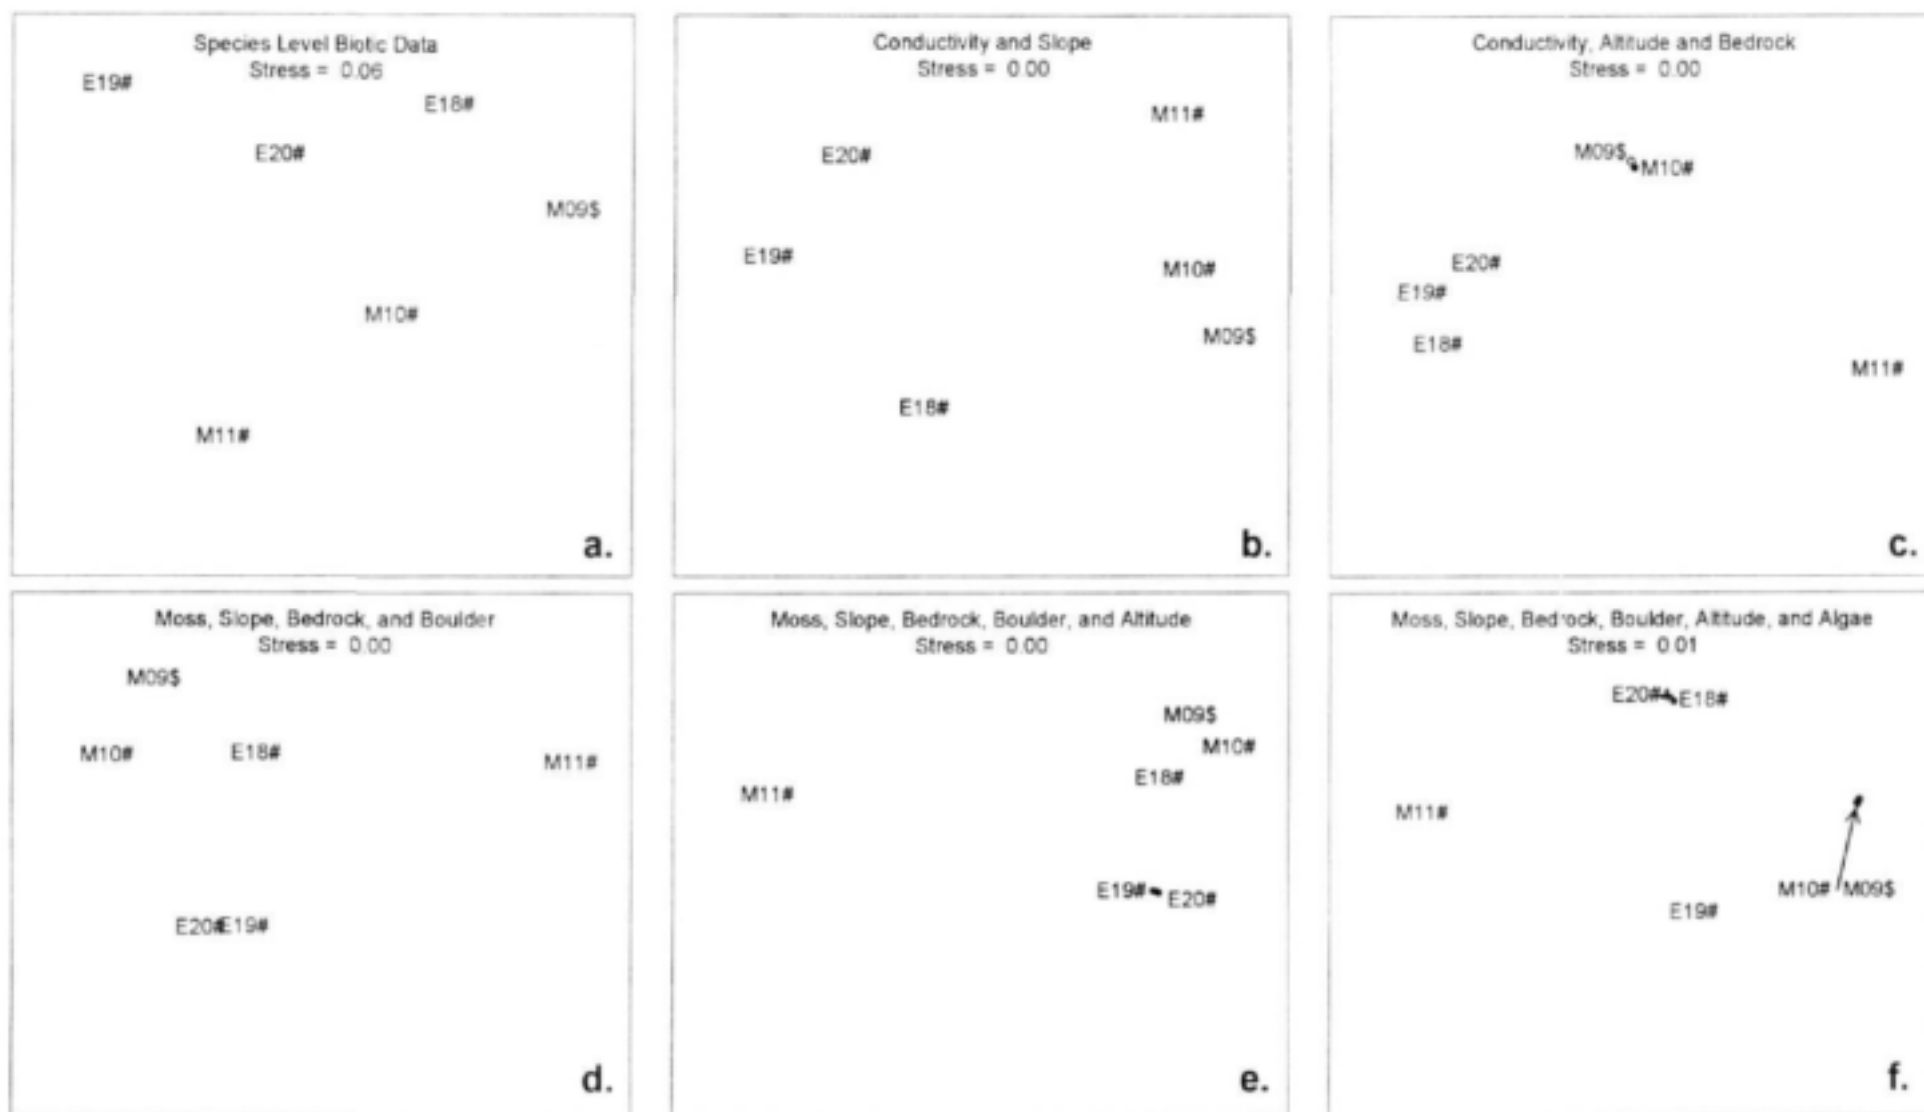 Species Level Biotic Data
Stress = 0.06
E19#
E18#
E20#
M09$
M10#
M11#
a.
Conductivity and Slope
Stress = 0.00
M11#
E20#
E19#
M10#
M09$
E18#
b.
Conductivity, Altitude and Bedrock
Stress = 0.00
M09$
M10#
E20#
E19#
E18#
M11#
c.
Moss, Slope, Bedrock, and Boulder
Stress = 0.00
M09$
M10#
E18#
M11#
E20#E19#
d.
Moss, Slope, Bedrock, Boulder, and Altitude
Stress = 0.00
M09$
M10#
E18#
M11#
E19#
E20#
e.
Moss, Slope, Bedrock, Boulder, Altitude, and Algae
Stress = 0.01
E20#
E18#
M11#
M10#
M09$
E19#
f.